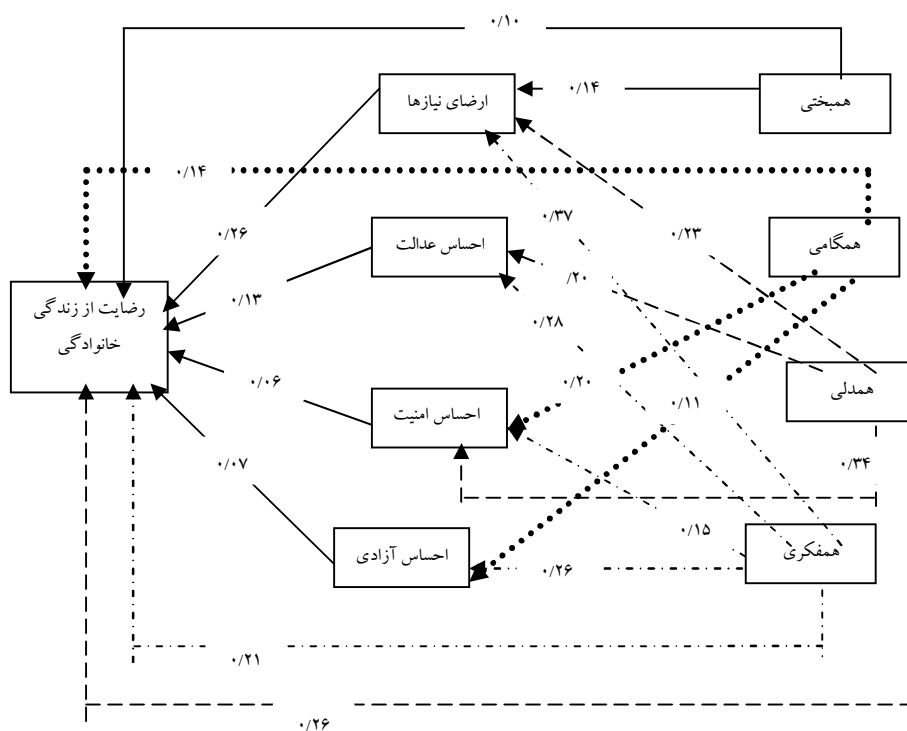 ۰/۱۰
ارضای نیازها
۰/۱۴
همبختی
۰/۱۴
۰/۲۶
احساس عدالت
۰/۳۷
۰/۲۳
همگامی
رضایت از زندگی
خانوادگی
۰/۱۳
۰/۲۰
۰/۲۸
۰/۰۶
احساس امنیت
۰/۲۰
۰/۱۱
همدلی
۰/۰۷
۰/۳۴
احساس آزادی
۰/۲۶
۰/۱۵
همفکری
۰/۲۱
۰/۲۶